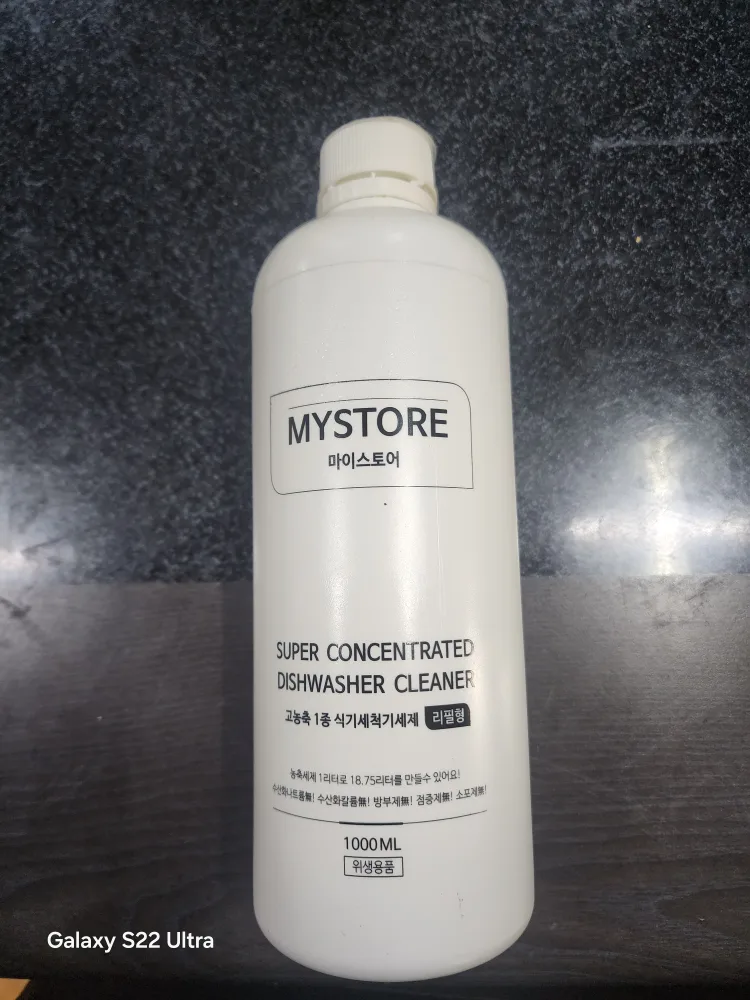 MYSTORE
마이스토어
SUPER CONCENTRATED
DISHWASHER CLEANER
고농축 1종 식기세척기세제 리필형
농축세제 1리터로 18.75리터를 만들수 있어요!
수산화나트륨無! 수산화칼륨無! 방부제無! 점증제無! 소포제無!
1000ML
위생용품
Galaxy S22 Ultra